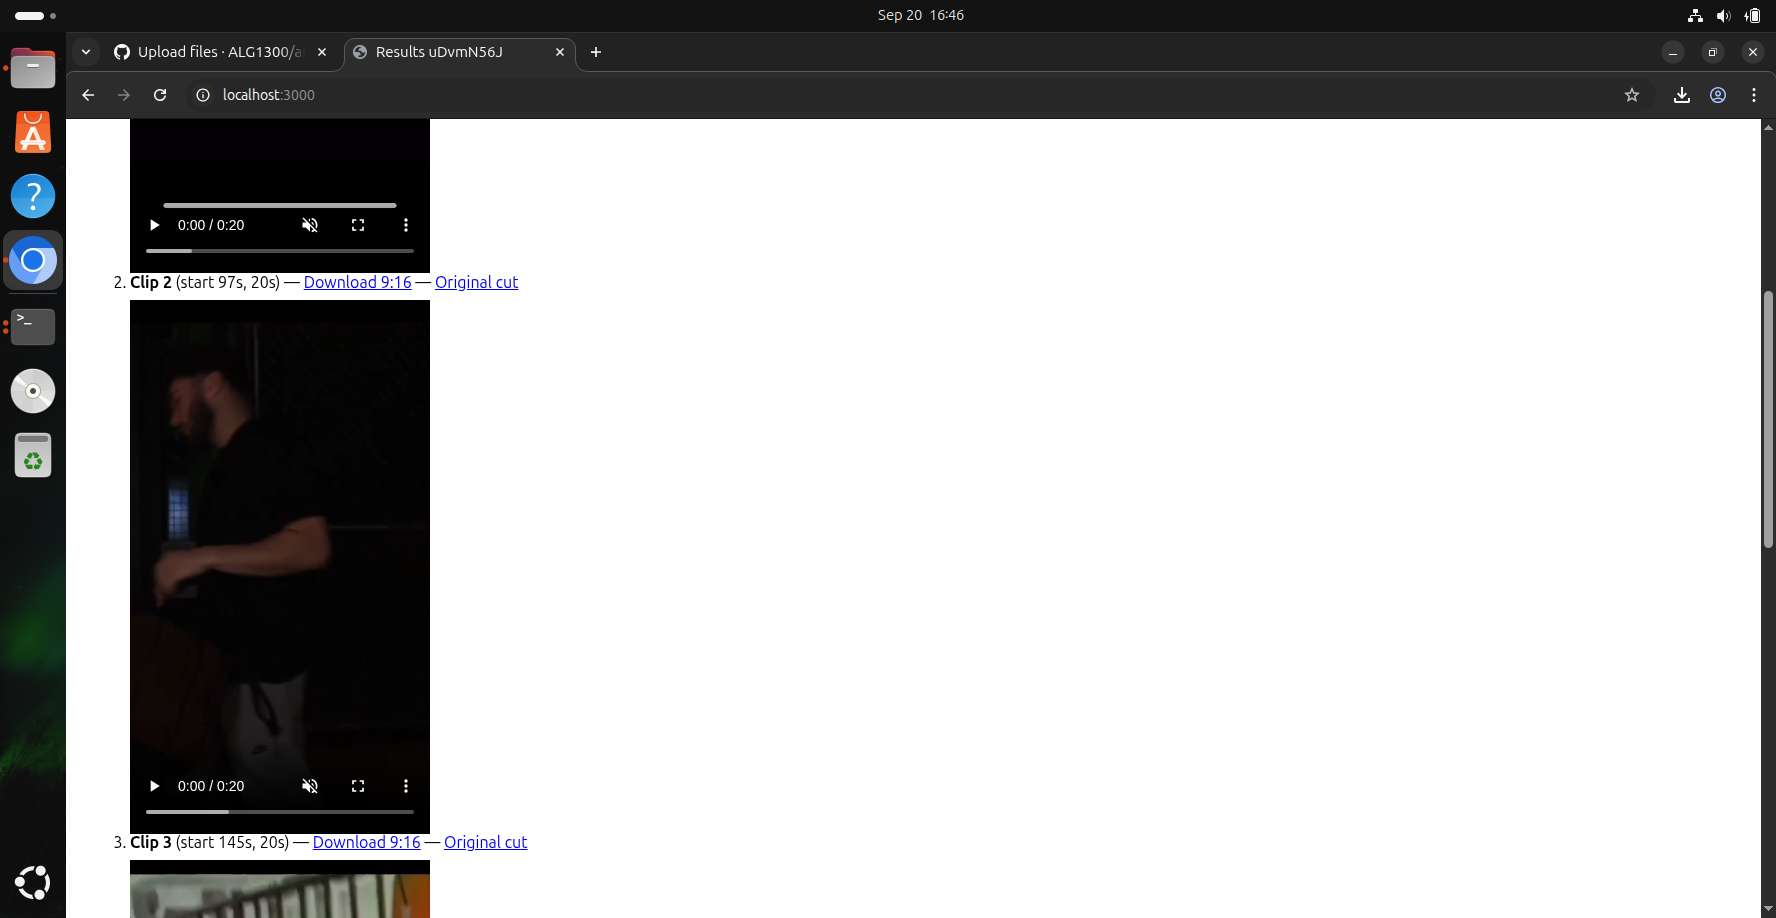 Sep 20 16:46
Upload files · ALG1300/a
Results uDvmN56J
localhost:3000
0:00 / 0:20
2. Clip 2 (start 97s, 20s) — Download 9:16 — Original cut
0:00 / 0:20
3. Clip 3 (start 145s, 20s) — Download 9:16 — Original cut